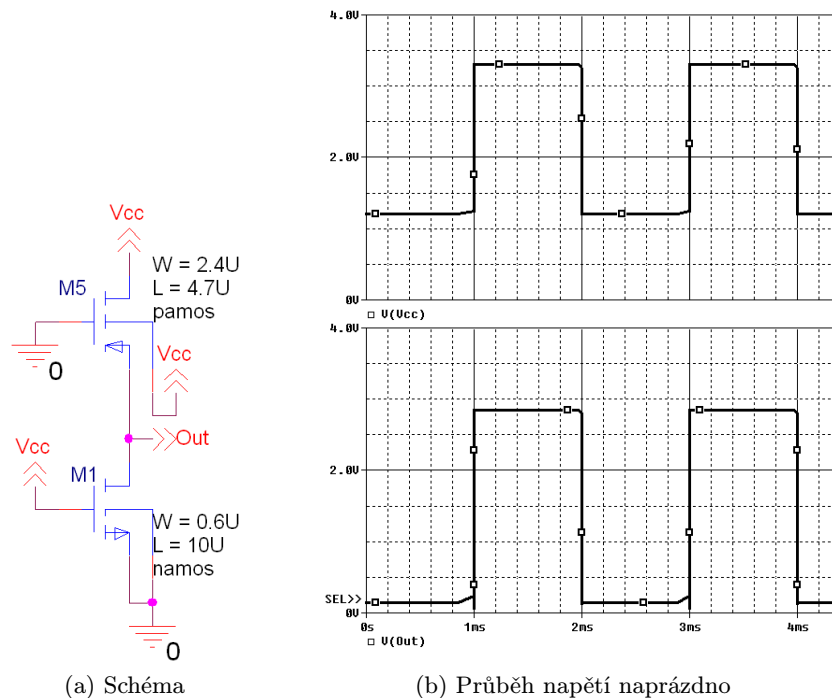 Vcc
M5
W = 2.4U
L = 4.7U
pamos
0
Vcc
Out
Vcc
M1
W = 0.6U
L = 10U
namos
0
(a) Schéma
4.0V
2.0V
0V
V(Vcc)
4.0V
2.0V
SEL>>
0V
0s 1ms 2ms 3ms 4ms
V(Out)
(b) Průběh napětí naprázdno